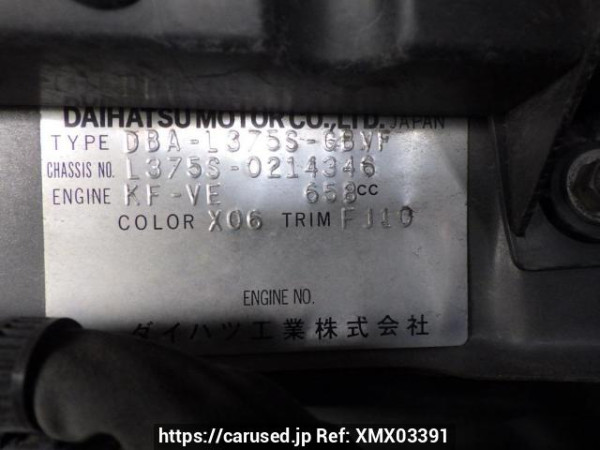 DAIHATSU MOTOR CO., LTD. JAPAN
TYPE DBA-L375S-GBVF
CHASSIS NO. L375S-0214346
ENGINE KF-VE 658CC
COLOR X06 TRIM FJ10
ENGINE NO.
ダイハツ工業株式会社
https://carused.jp Ref: XMX03391